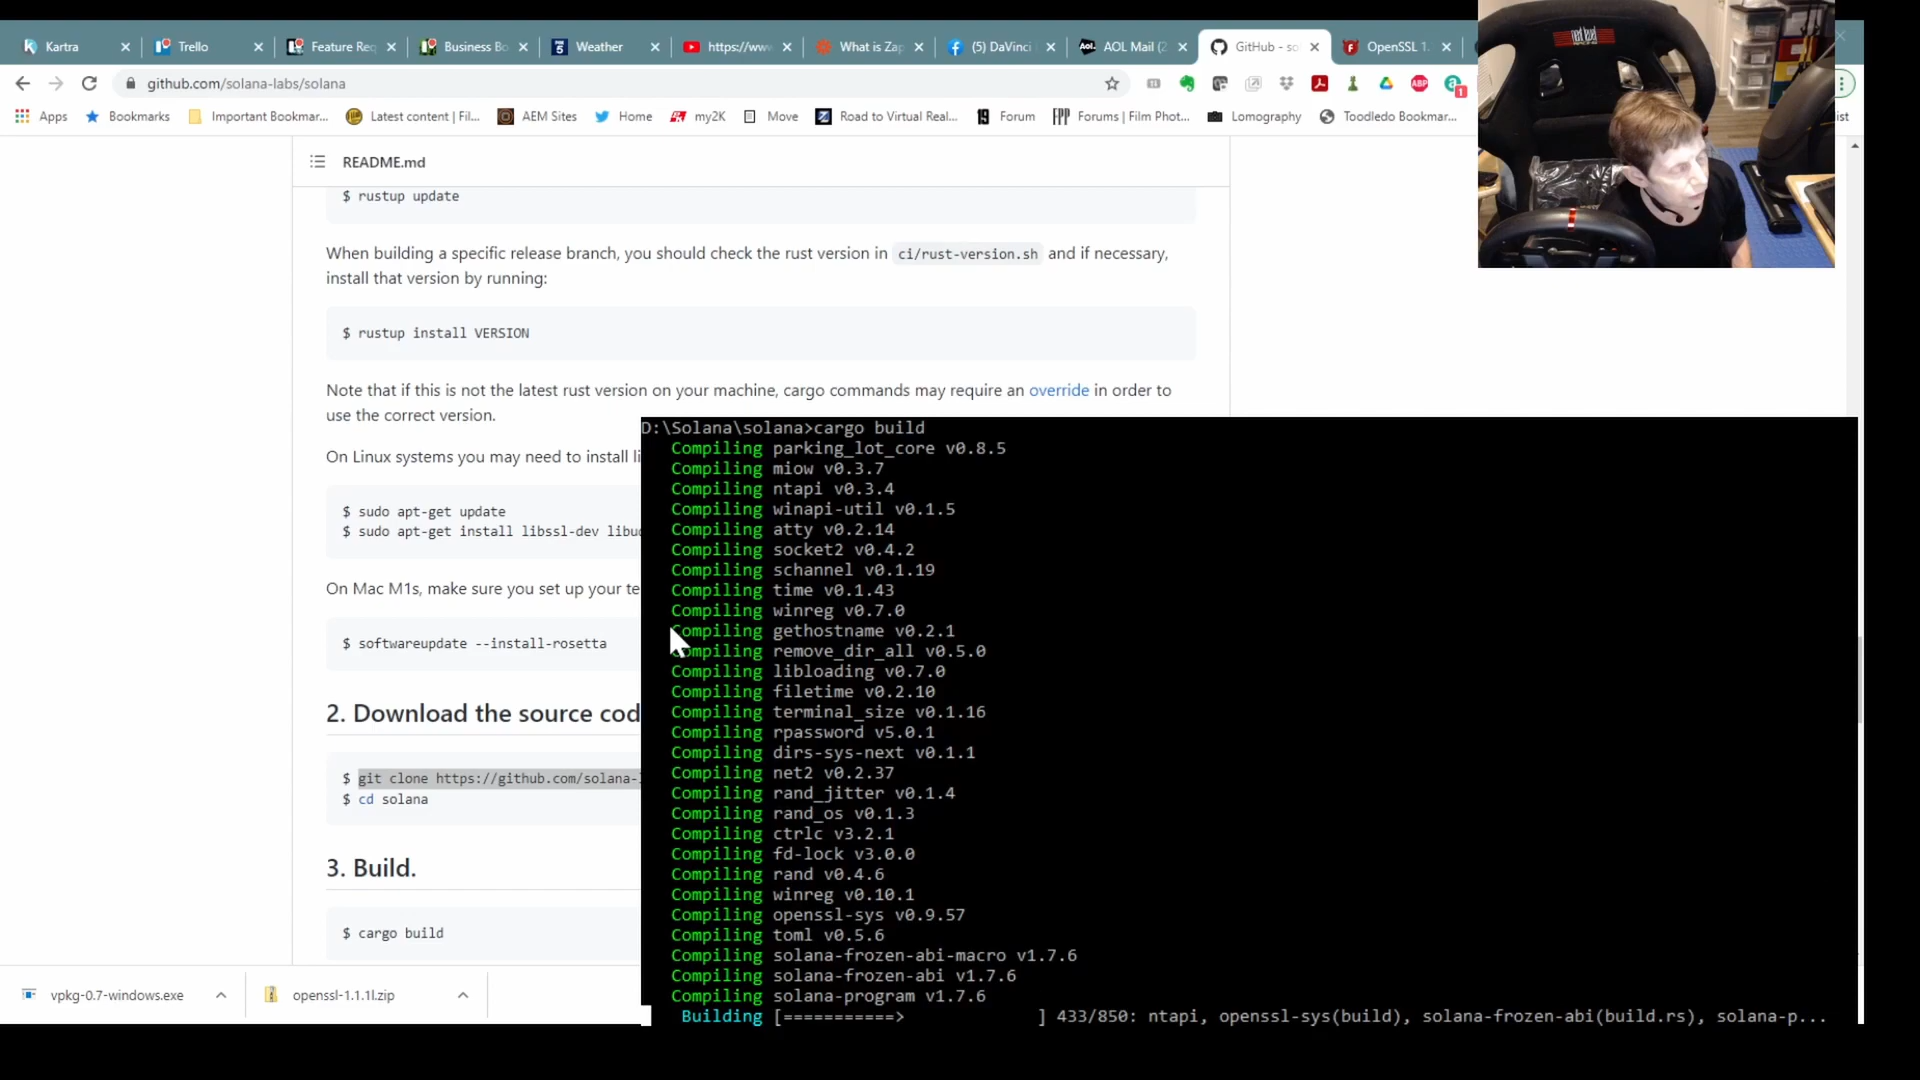 Kartra
Trello
Feature Req
Business Bo
Weather
https://www
What is Zap
(5) DaVinci
AOL Mail (2
GitHub - so
OpenSSL 1.
github.com/solana-labs/solana
Apps
Bookmarks
Important Bookmar...
Latest content | Fil...
AEM Sites
Home
my2K
Move
Road to Virtual Real...
Forum
Forums | Film Phot...
Lomography
Toodledo Bookmar...
README.md
$ rustup update
When building a specific release branch, you should check the rust version in ci/rust-version.sh and if necessary,
install that version by running:
$ rustup install VERSION
Note that if this is not the latest rust version on your machine, cargo commands may require an override in order to
use the correct version.
On Linux systems you may need to install li
$ sudo apt-get update
$ sudo apt-get install libssl-dev libu
On Mac M1s, make sure you set up your te
$ softwareupdate --install-rosetta
2. Download the source cod
$ git clone https://github.com/solana-l
$ cd solana
3. Build.
$ cargo build
D:\Solana\solana>cargo build
Compiling parking_lot_core v0.8.5
Compiling miow v0.3.7
Compiling ntapi v0.3.4
Compiling winapi-util v0.1.5
Compiling atty v0.2.14
Compiling socket2 v0.4.2
Compiling schannel v0.1.19
Compiling time v0.1.43
Compiling winreg v0.7.0
Compiling gethostname v0.2.1
Compiling remove_dir_all v0.5.0
Compiling libloading v0.7.0
Compiling filetime v0.2.10
Compiling terminal_size v0.1.16
Compiling rpassword v5.0.1
Compiling dirs-sys-next v0.1.1
Compiling net2 v0.2.37
Compiling rand_jitter v0.1.4
Compiling rand_os v0.1.3
Compiling ctrlc v3.2.1
Compiling fd-lock v3.0.0
Compiling rand v0.4.6
Compiling winreg v0.10.1
Compiling openssl-sys v0.9.57
Compiling toml v0.5.6
Compiling solana-frozen-abi-macro v1.7.6
Compiling solana-frozen-abi v1.7.6
Compiling solana-program v1.7.6
Building [===========> ] 433/850: ntapi, openssl-sys(build), solana-frozen-abi(build.rs), solana-p...
vpkg-0.7-windows.exe
openssl-1.1.1l.zip